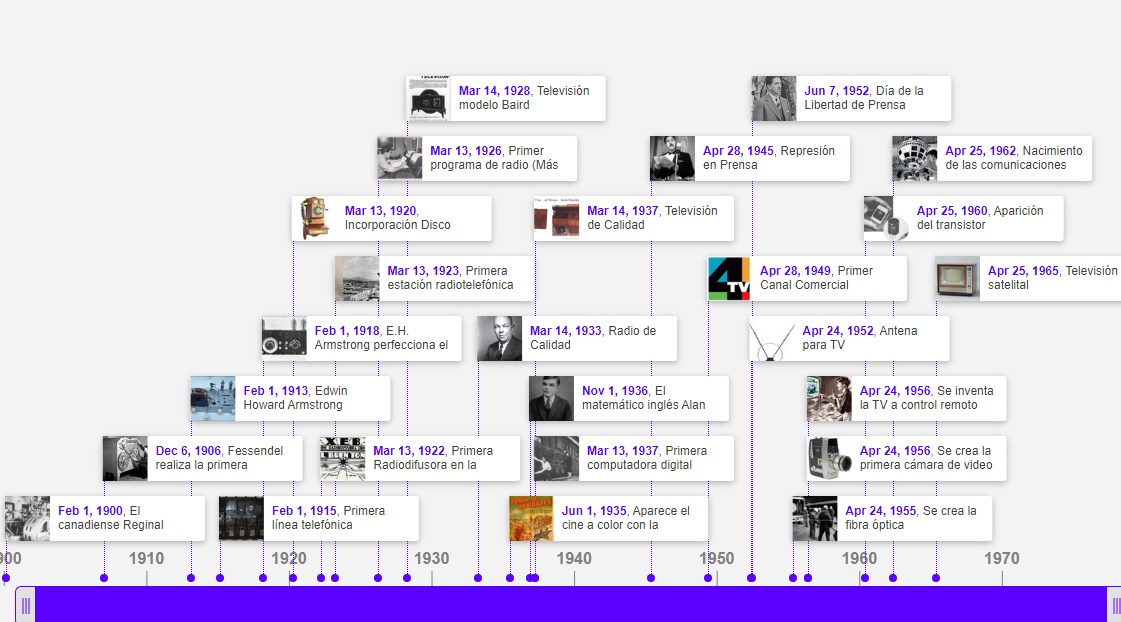 Mar 14, 1928, Televisión
modelo Baird
Jun 7, 1952, Día de la
Libertad de Prensa
Mar 13, 1926, Primer
programa de radio (Más
Apr 28, 1945, Represión
en Prensa
Apr 25, 1962, Nacimiento
de las comunicaciones
Mar 13, 1920,
Incorporación Disco
Mar 14, 1937, Televisión
de Calidad
Apr 25, 1960, Aparición
del transistor
Mar 13, 1923, Primera
estación radiotelefónica
4
TV
Apr 28, 1949, Primer
Canal Comercial
Apr 25, 1965, Televisión
satelital
Feb 1, 1918, E.H.
Armstrong perfecciona el
Mar 14, 1933, Radio de
Calidad
Apr 24, 1952, Antena
para TV
Feb 1, 1913, Edwin
Howard Armstrong
Nov 1, 1936, El
matemático inglés Alan
Apr 24, 1956, Se inventa
la TV a control remoto
Dec 6, 1906, Fessendel
realiza la primera
XEB
Mar 13, 1922, Primera
Radiodifusora en la
Mar 13, 1937, Primera
computadora digital
Apr 24, 1956, Se crea la
primera cámara de video
Feb 1, 1900, El
canadiense Reginal
Feb 1, 1915, Primera
línea telefónica
Jun 1, 1935, Aparece el
cine a color con la
Apr 24, 1955, Se crea la
fibra óptica
900 1910 1920 1930 1940 1950 1960 1970